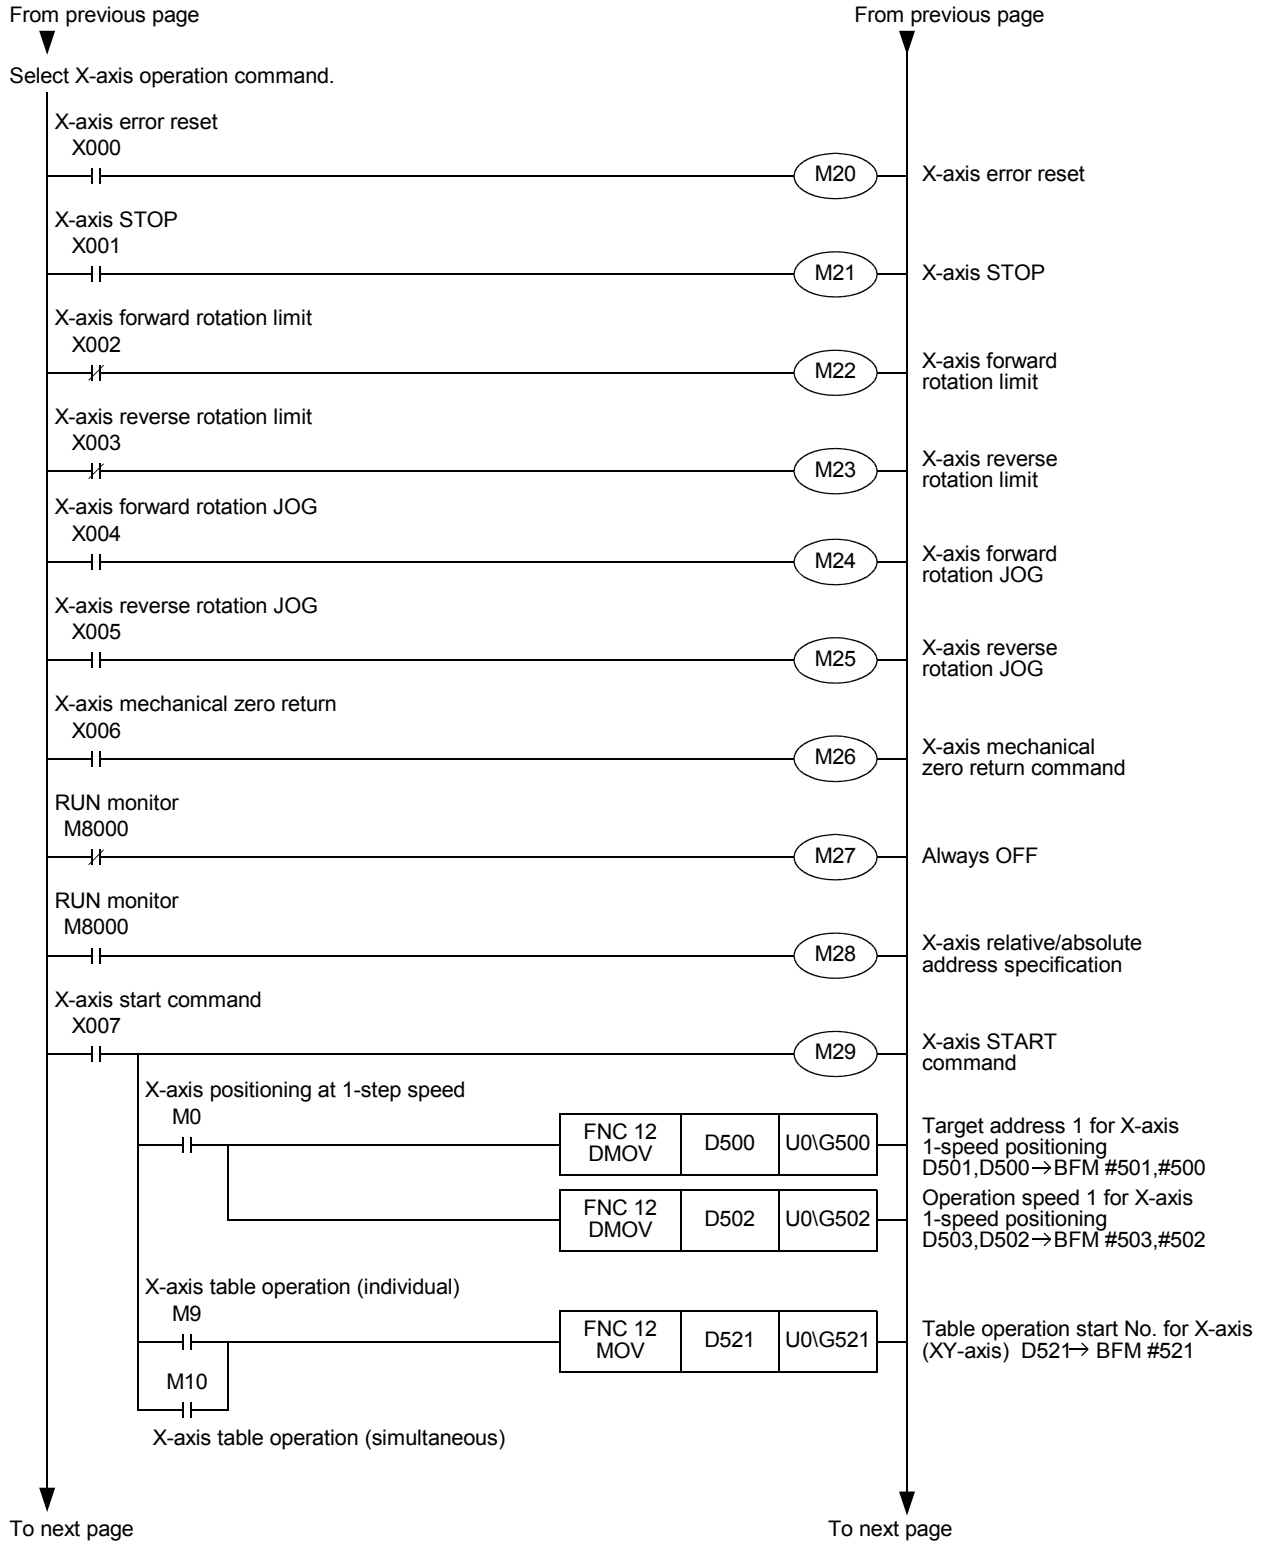 From previous page
From previous page
Select X-axis operation command.
X-axis error reset
X000
M20
X-axis error reset
X-axis STOP
X001
M21
X-axis STOP
X-axis forward rotation limit
X002
M22
X-axis forward
rotation limit
X-axis reverse rotation limit
X003
M23
X-axis reverse
rotation limit
X-axis forward rotation JOG
X004
M24
X-axis forward
rotation JOG
X-axis reverse rotation JOG
X005
M25
X-axis reverse
rotation JOG
X-axis mechanical zero return
X006
M26
X-axis mechanical
zero return command
RUN monitor
M8000
M27
Always OFF
RUN monitor
M8000
M28
X-axis relative/absolute
address specification
X-axis start command
X007
M29
X-axis START
command
X-axis positioning at 1-step speed
M0
FNC 12
DMOV
D500
U0\G500
Target address 1 for X-axis
1-speed positioning
D501,D500→BFM #501,#500
FNC 12
DMOV
D502
U0\G502
Operation speed 1 for X-axis
1-speed positioning
D503,D502→BFM #503,#502
X-axis table operation (individual)
M9
FNC 12
MOV
D521
U0\G521
Table operation start No. for X-axis
(XY-axis) D521→ BFM #521
M10
X-axis table operation (simultaneous)
To next page
To next page